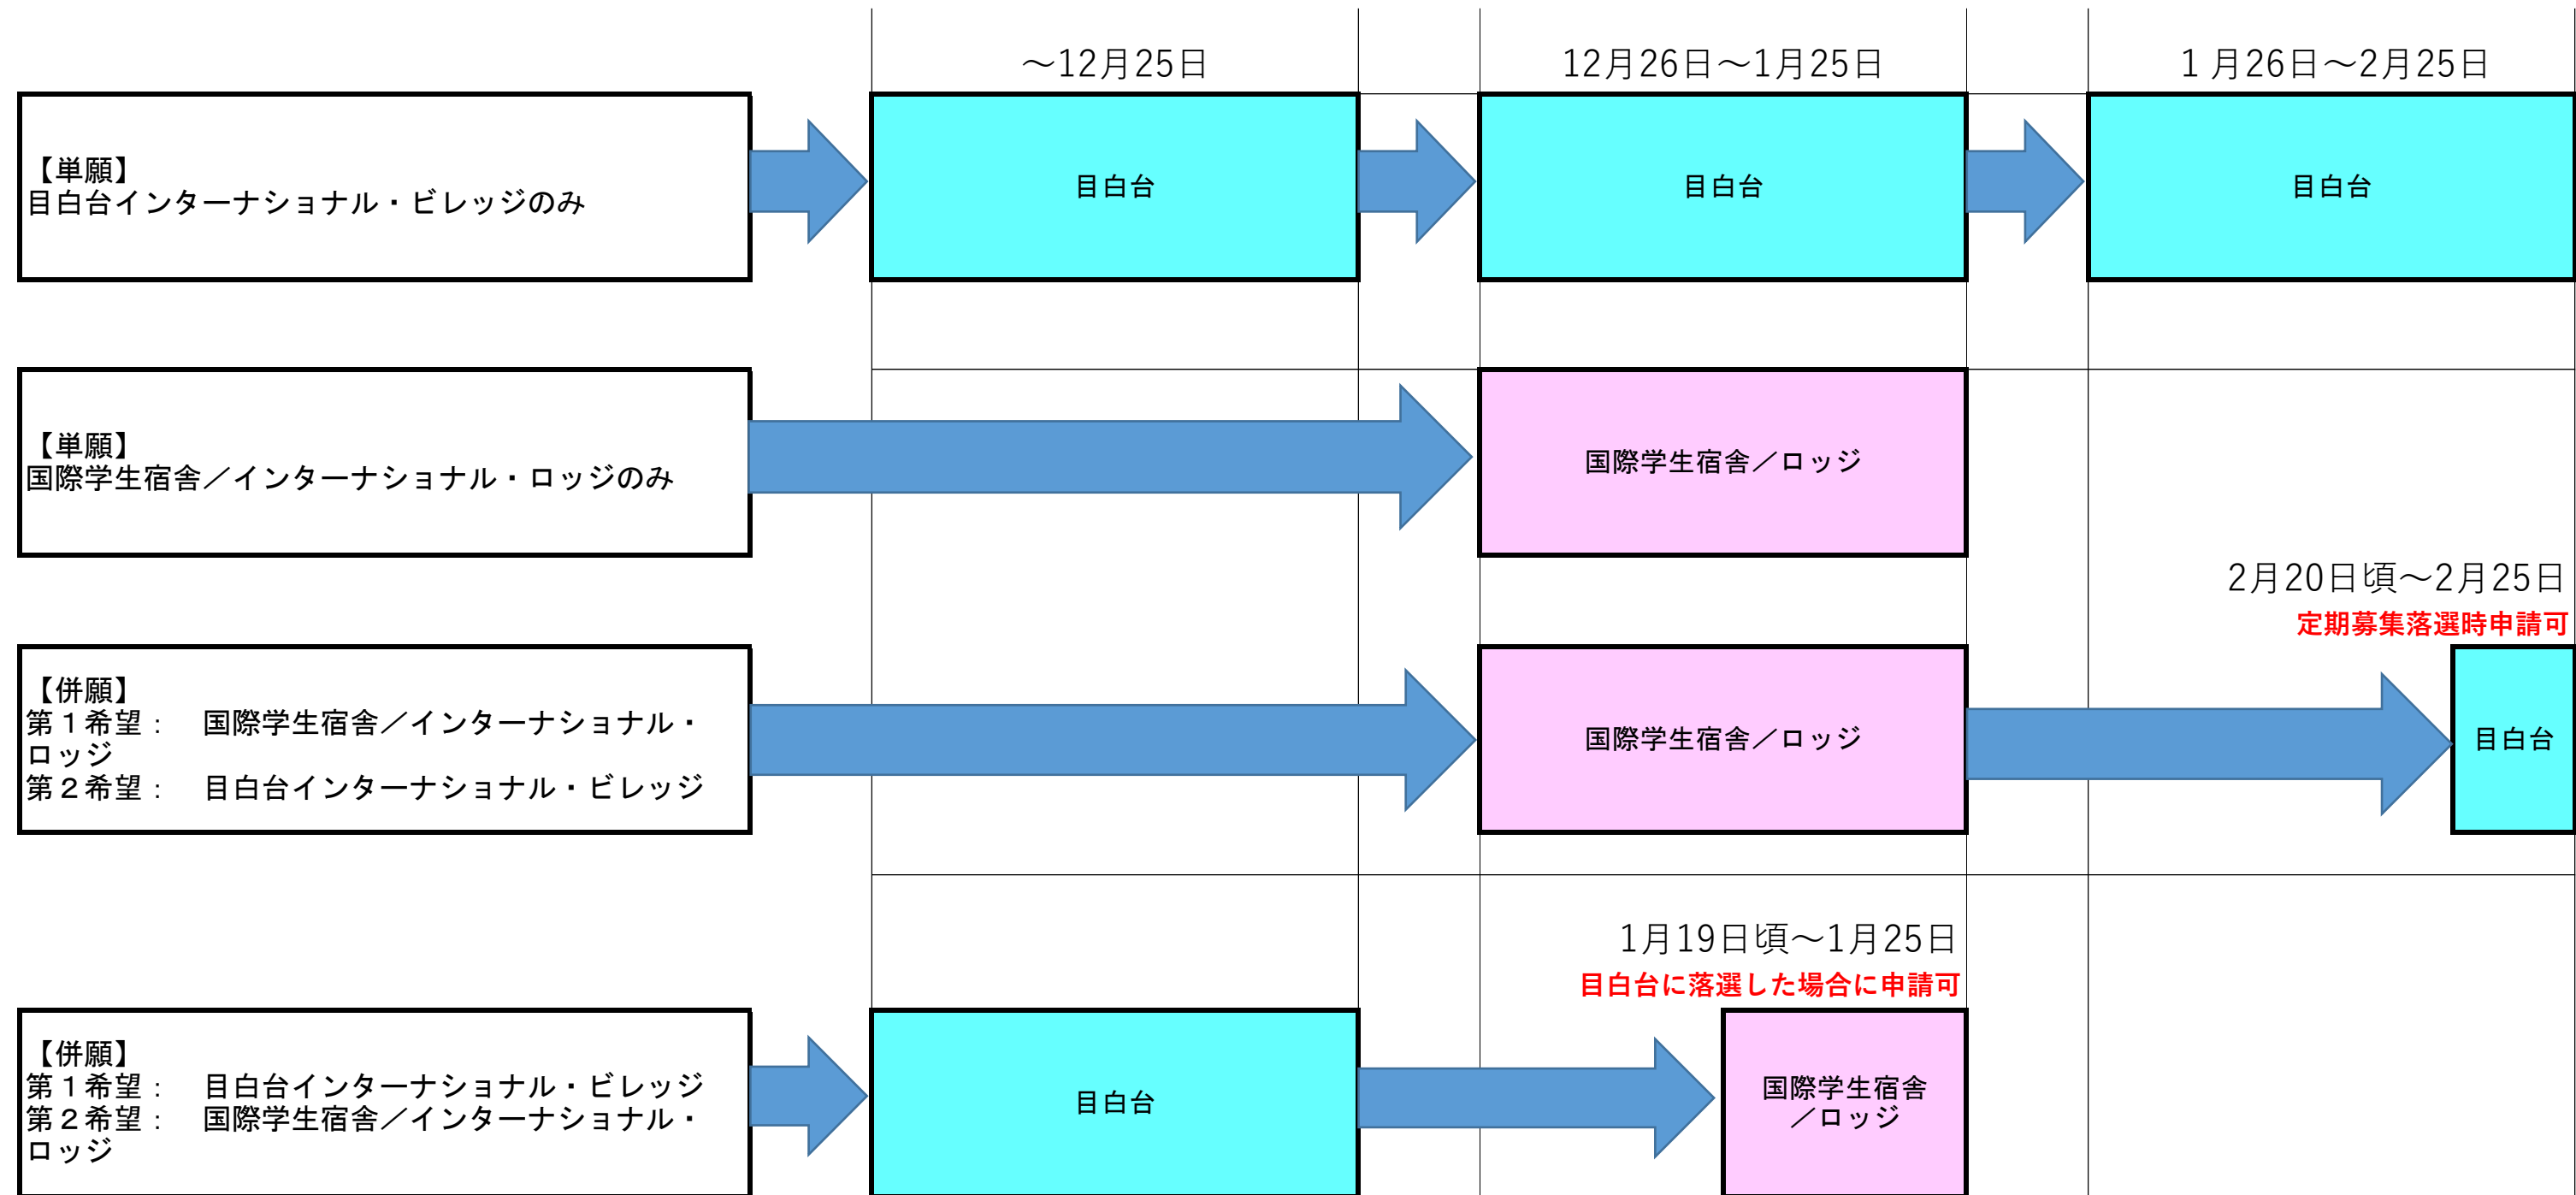 ～12月25日
12月26日～1月25日
1月26日～2月25日
【単願】
目白台インターナショナル・ビレッジのみ
目白台
目白台
目白台
【単願】
国際学生宿舎／インターナショナル・ロッジのみ
国際学生宿舎／ロッジ
2月20日頃～2月25日
定期募集落選時申請可
【併願】
第１希望：　国際学生宿舎／インターナショナル・
ロッジ
第２希望：　目白台インターナショナル・ビレッジ
国際学生宿舎／ロッジ
目白台
1月19日頃～1月25日
目白台に落選した場合に申請可
【併願】
第１希望：　目白台インターナショナル・ビレッジ
第２希望：　国際学生宿舎／インターナショナル・
ロッジ
目白台
国際学生宿舎
／ロッジ